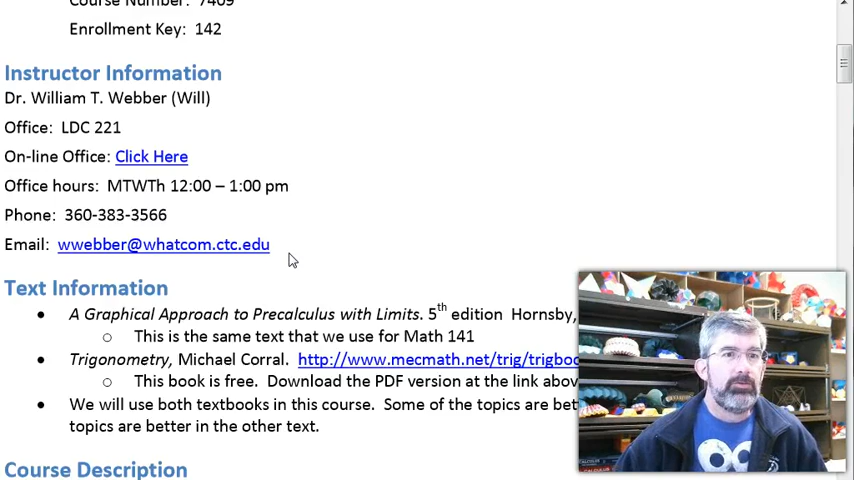 Course Number: 7409
Enrollment Key: 142
Instructor Information
Dr. William T. Webber (Will)
Office: LDC 221
On-line Office: Click Here
Office hours: MTWTh 12:00 – 1:00 pm
Phone: 360-383-3566
Email: wwebber@whatcom.ctc.edu
Text Information
• A Graphical Approach to Precalculus with Limits. 5th edition Hornsby,
o This is the same text that we use for Math 141
• Trigonometry, Michael Corral. http://www.mecmath.net/trig/trigboo
o This book is free. Download the PDF version at the link abov
• We will use both textbooks in this course. Some of the topics are bet
topics are better in the other text.
Course Description